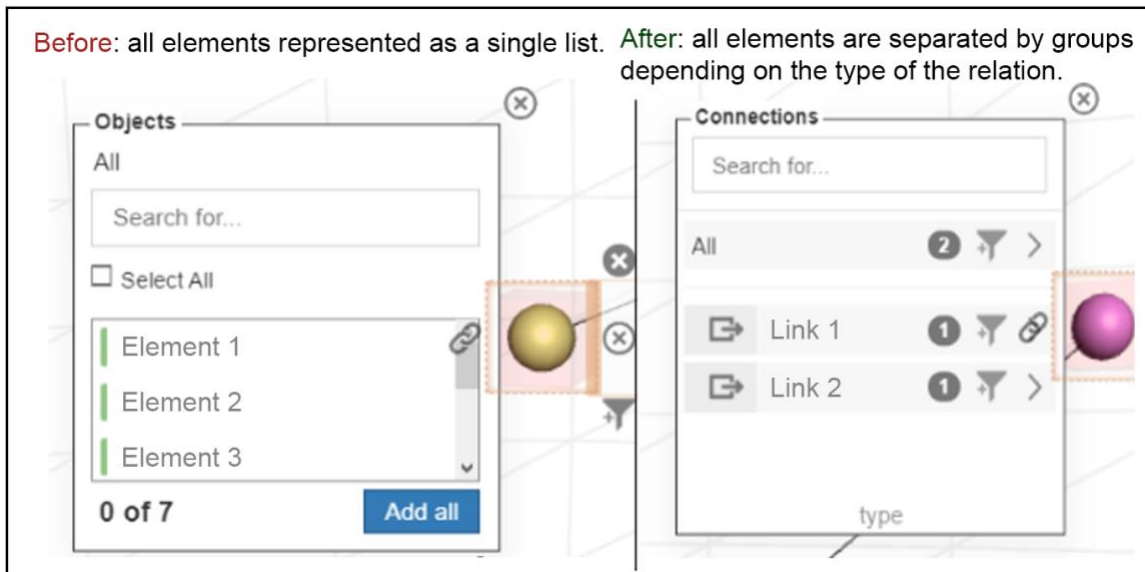 Before: all elements represented as a single list.
After: all elements are separated by groups
depending on the type of the relation.
Objects
All
Search for...
Select All
Element 1
Element 2
Element 3
0 of 7
Add all
Connections
Search for...
All 2
Link 1 1
Link 2 1
type